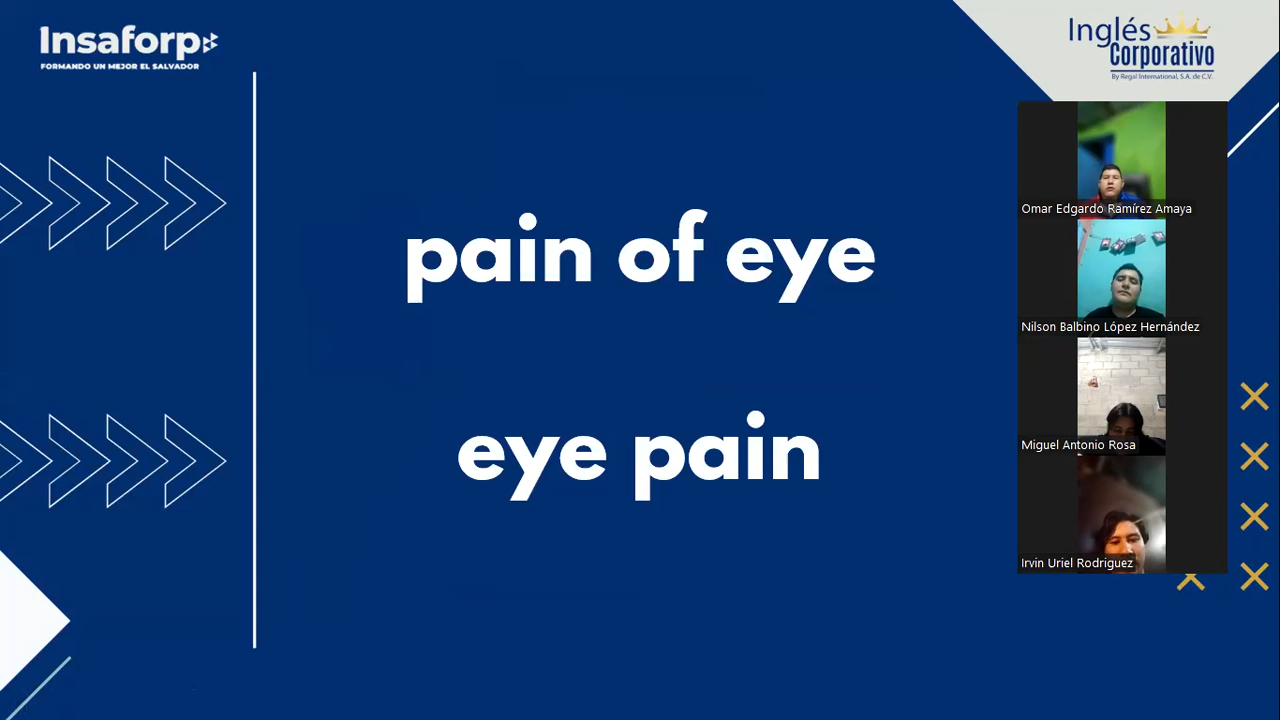 Insaforp
FORMANDO UN MEJOR EL SALVADOR
Inglés
Corporativo
By Regal International, S.A. de C.V.
pain of eye
eye pain
Omar Edgardo Ramírez Amaya
Nilson Balbino López Hernández
Miguel Antonio Rosa
Irvin Uriel Rodriguez